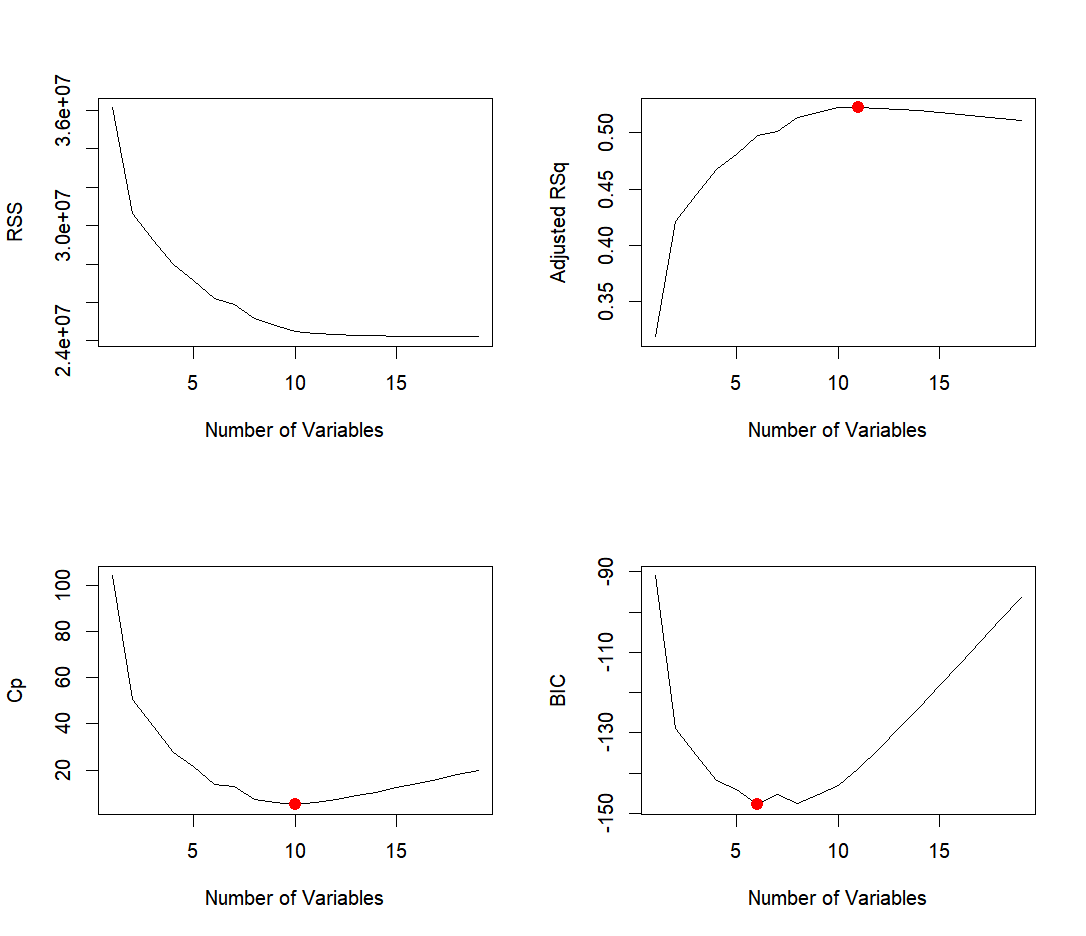 RSS
3.6e+07
3.0e+07
2.4e+07
5 10 15
Number of Variables
Adjusted RSq
0.50
0.45
0.40
0.35
5 10 15
Number of Variables
Cp
100
80
60
40
20
5 10 15
Number of Variables
BIC
-90
-110
-130
-150
5 10 15
Number of Variables